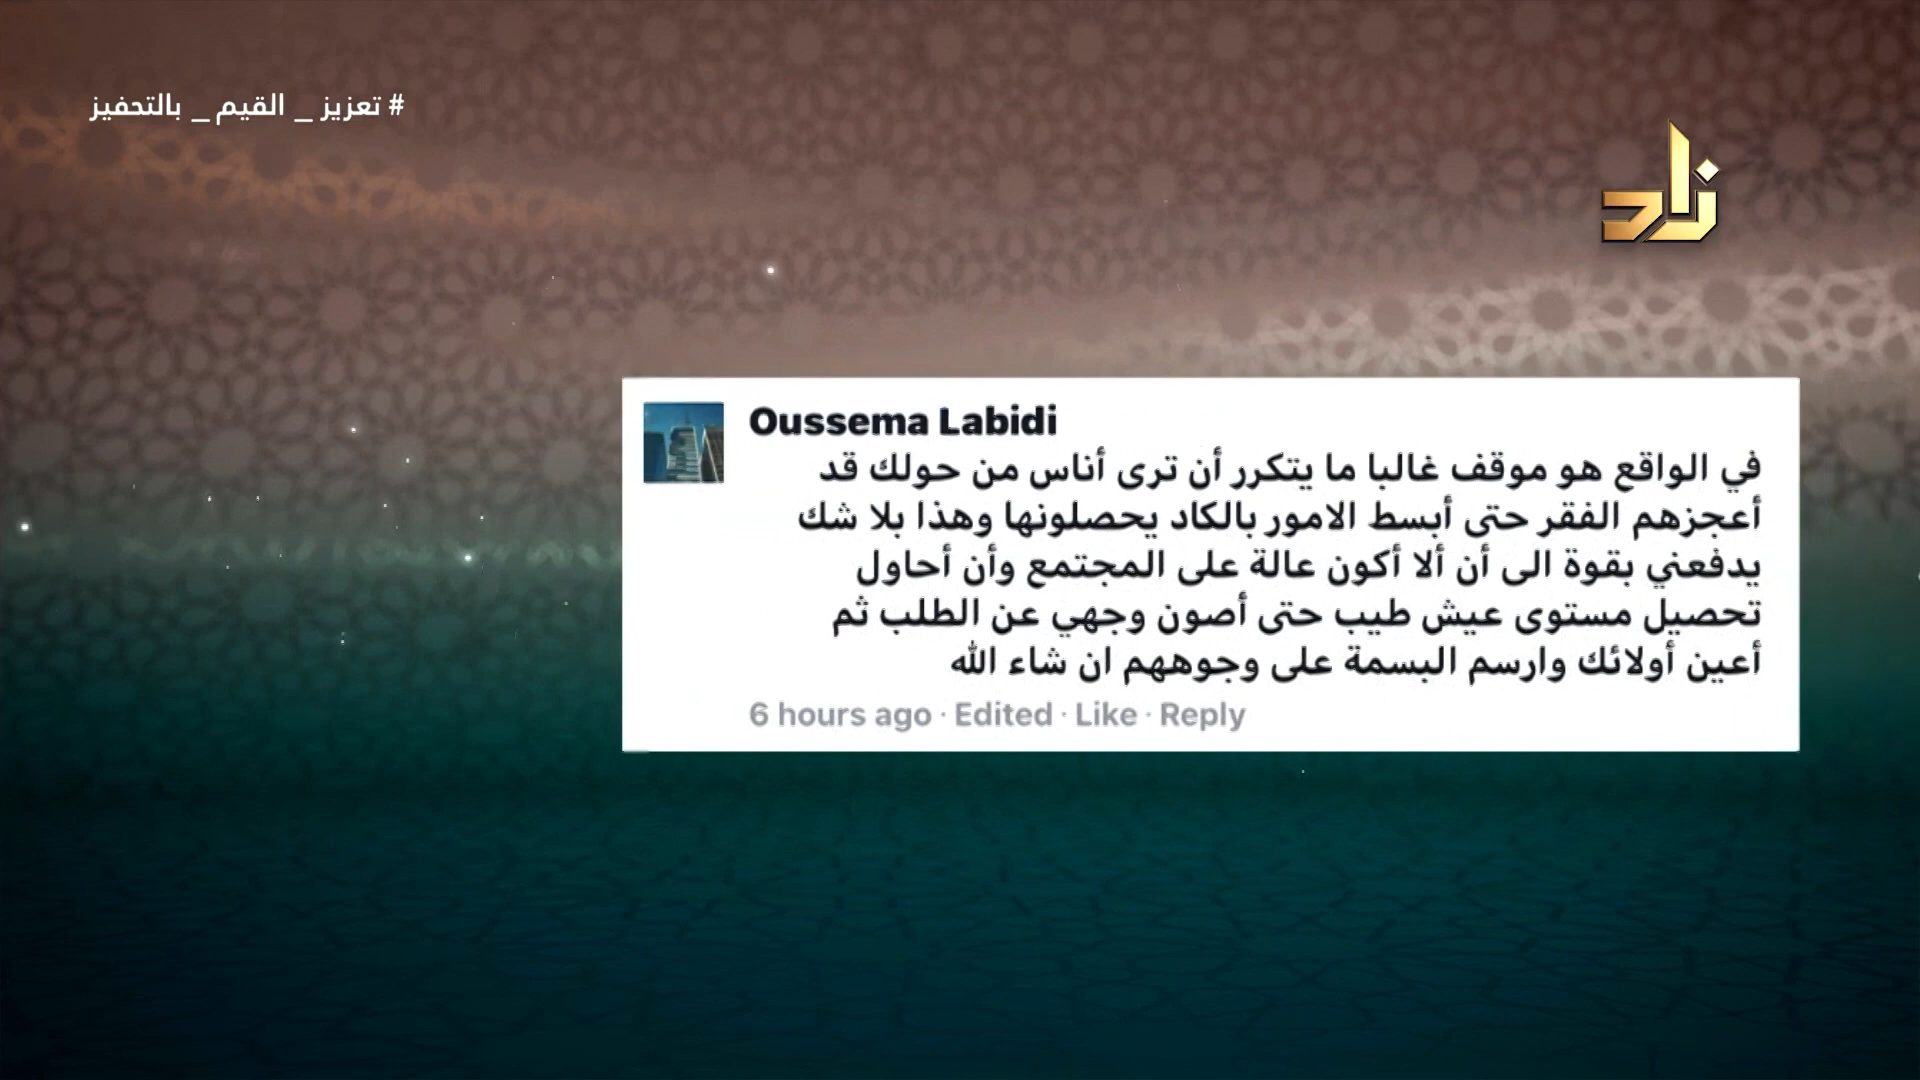 # تعزيز _ القيم _ بالتحفيز
زاد
Oussema Labidi
في الواقع هو موقف غالبا ما يتكرر أن ترى أناس من حولك قد
أعجزهم الفقر حتى أبسط الامور بالكاد يحصلونها وهذا بلا شك
يدفعني بقوة الى أن ألا أكون عالة على المجتمع وأن أحاول
تحصيل مستوى عيش طيب حتى أصون وجهي عن الطلب ثم
أعين أولائك وارسم البسمة على وجوههم ان شاء الله
6 hours ago · Edited · Like · Reply